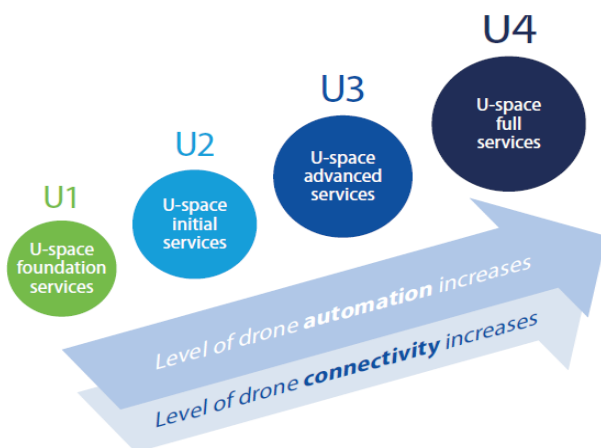 U1
U-space
foundation
services
U2
U-space
initial
services
U3
U-space
advanced
services
U4
U-space
full
services
Level of drone automation increases
Level of drone connectivity increases